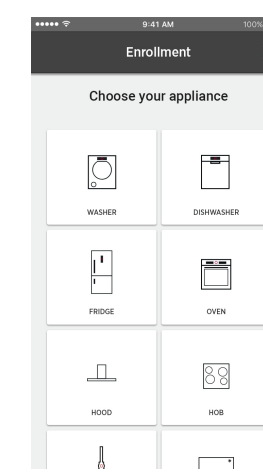 9:41 AM 100%
Enrollment
Choose your appliance
WASHER DISHWASHER
FRIDGE OVEN
HOOD HOB